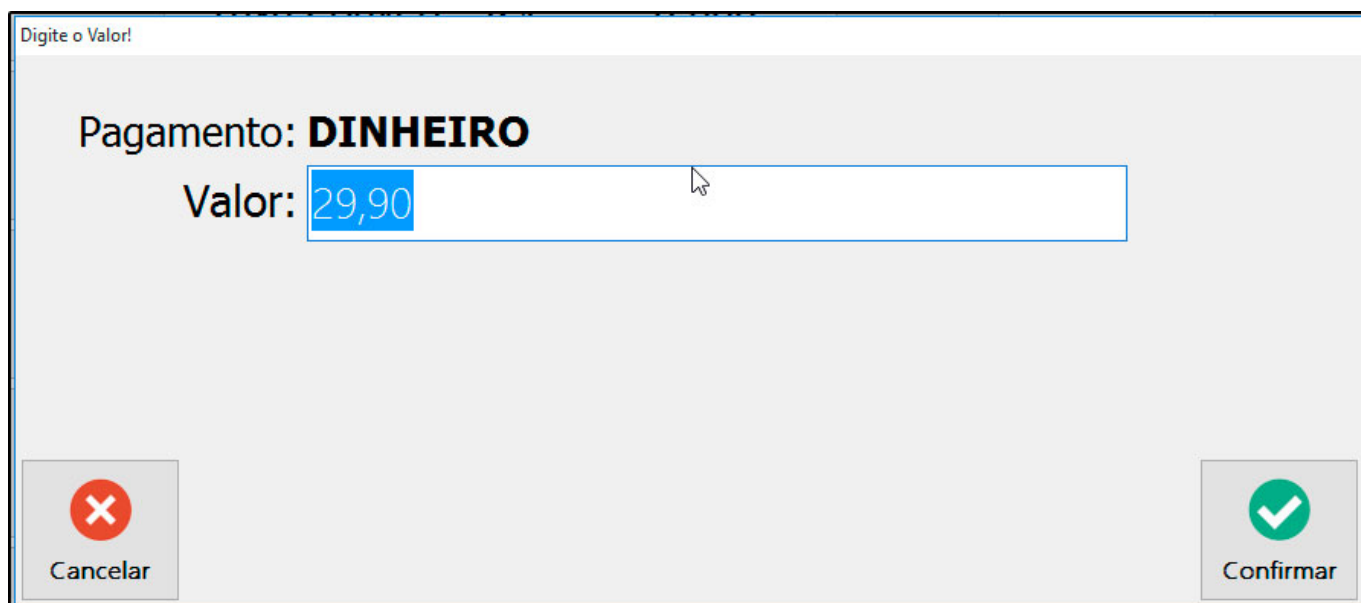 Digite o Valor!
Pagamento: DINHEIRO
Valor: 29,90
Cancelar
Confirmar